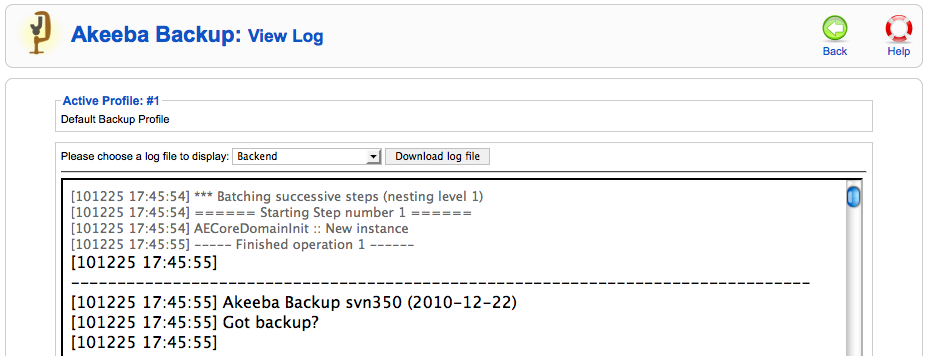 Akeeba Backup: View Log
Back
Help
Active Profile: #1
Default Backup Profile
Please choose a log file to display: Backend Download log file
[101225 17:45:54] *** Batching successive steps (nesting level 1)
[101225 17:45:54] ====== Starting Step number 1 ======
[101225 17:45:54] AECoreDomainInit :: New instance
[101225 17:45:55] ----- Finished operation 1 ------
[101225 17:45:55]
--------------------------------------------------------------------------------
[101225 17:45:55] Akeeba Backup svn350 (2010-12-22)
[101225 17:45:55] Got backup?
[101225 17:45:55]